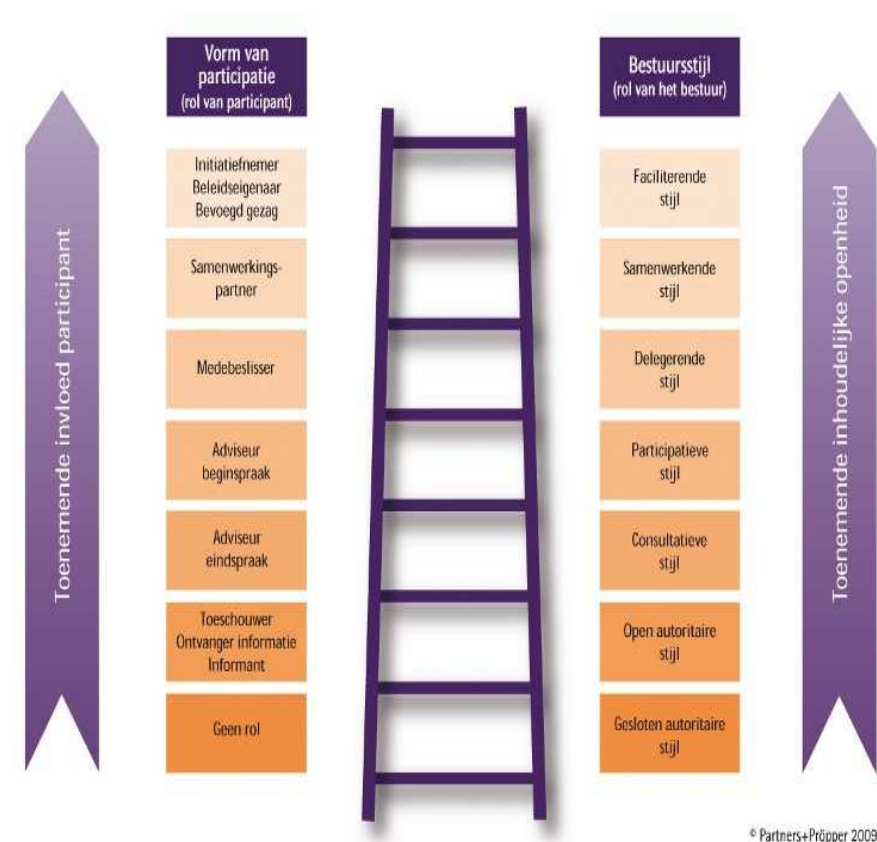 Vorm van
participatie
(rol van participant)
Bestuursstijl
(rol van het bestuur)
Toenemende invloed participant
Initiatiefnemer
Beleidseigenaar
Bevoegd gezag
Faciliterende
stijl
Samenwerkings-
partner
Samenwerkende
stijl
Medebeslisser
Delegerende
stijl
Adviseur
beginspraak
Participatieve
stijl
Adviseur
eindspraak
Consultatieve
stijl
Toeschouwer
Ontvanger informatie
Informant
Open autoritaire
stijl
Geen rol
Gesloten autoritaire
stijl
Toenemende inhoudelijke openheid
© Partners+Pröpper 2009